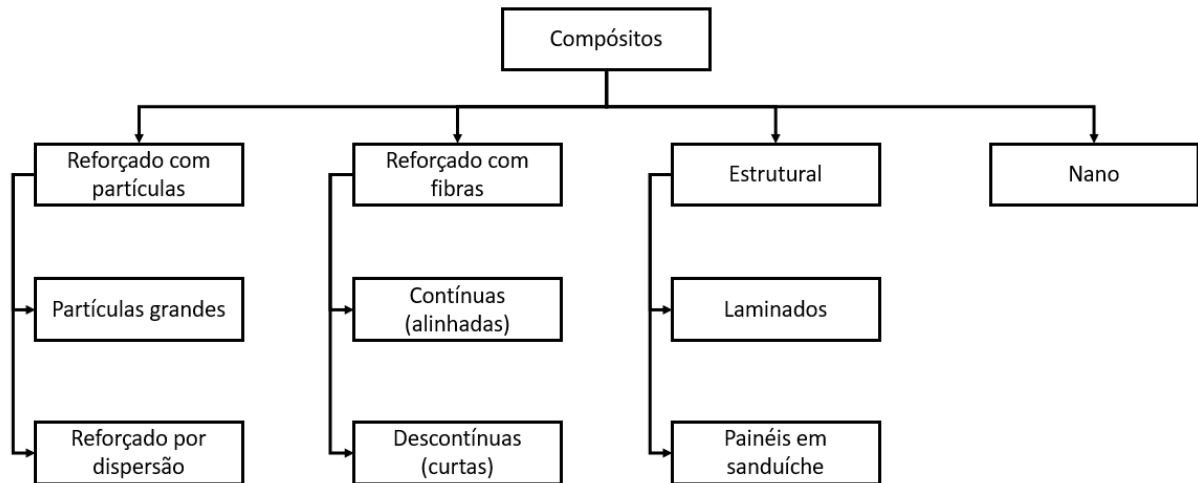 Compósitos
Reforçado com
partículas
Reforçado com
fibras
Estrutural
Nano
Partículas grandes
Contínuas
(alinhadas)
Laminados
Reforçado por
dispersão
Descontínuas
(curtas)
Painéis em
sanduíche